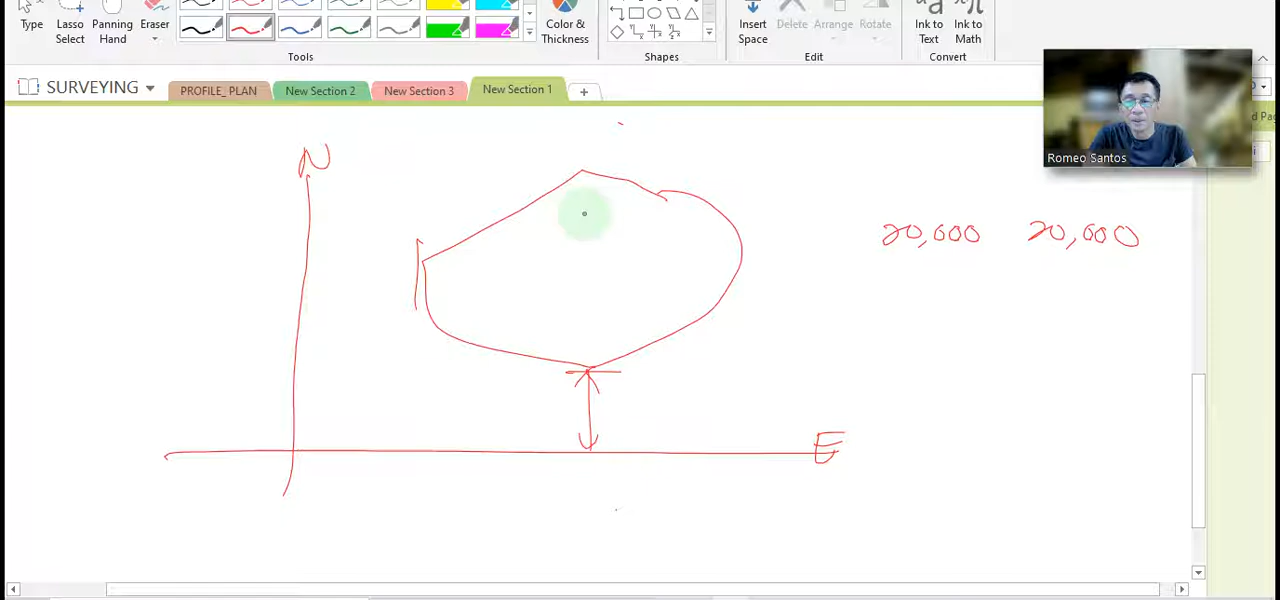 Type
Lasso
Select
Panning
Hand
Eraser
Color &
Thickness
Insert
Space
Delete
Arrange
Rotate
Ink to
Text
Ink to
Math
Tools
Shapes
Edit
Convert
SURVEYING
PROFILE_ PLAN
New Section 2
New Section 3
New Section 1
Romeo Santos
N
20,000 20,000
E